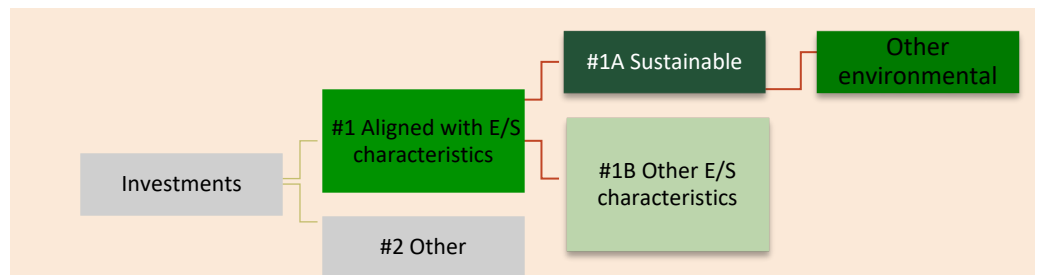 Investments
#1 Aligned with E/S
characteristics
#2 Other
#1A Sustainable
#1B Other E/S
characteristics
Other
environmental